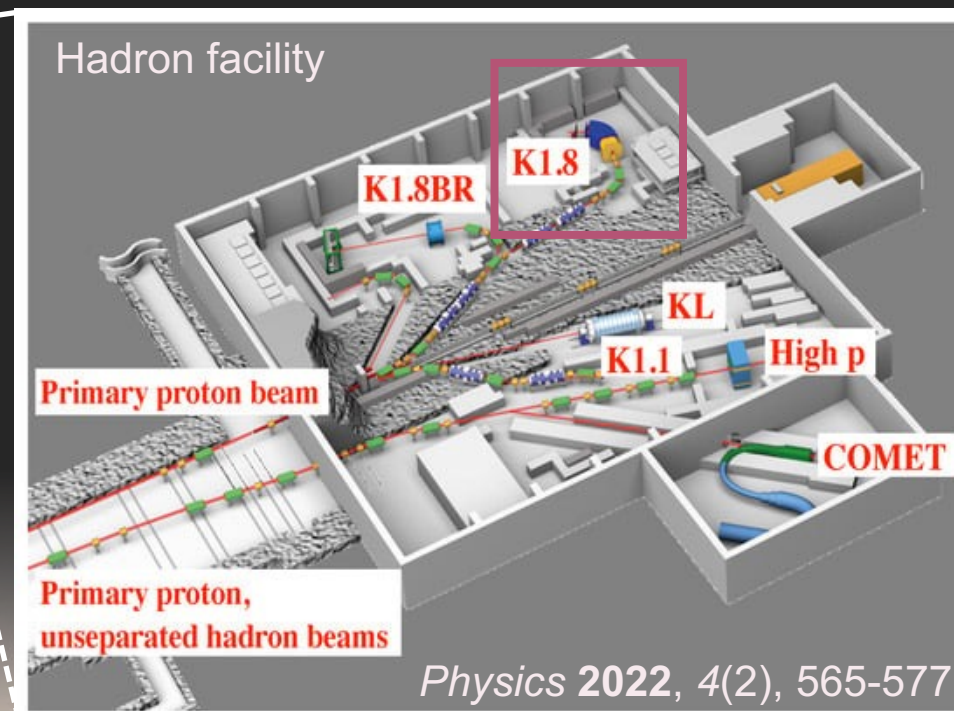 Hadron facility
K1.8
K1.8BR
KL
K1.1
High p
Primary proton beam
COMET
Primary proton,
unseparated hadron beams
Physics 2022, 4(2), 565-577